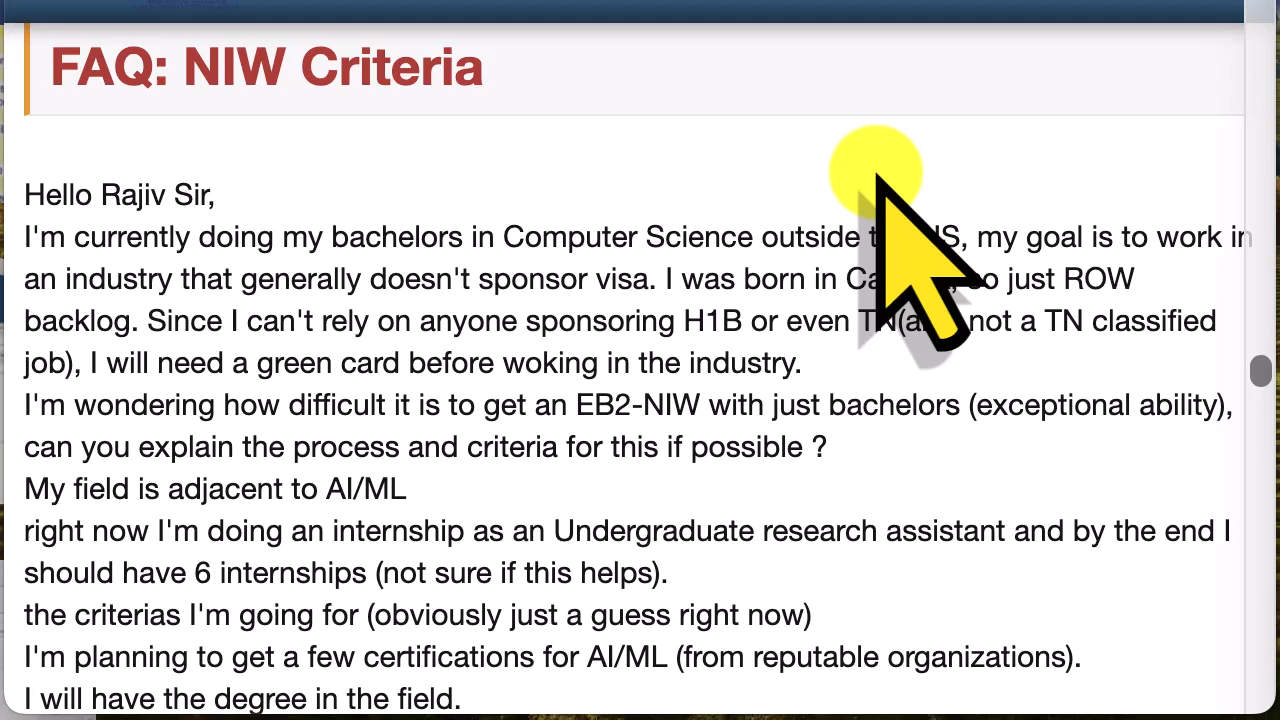 FAQ: NIW Criteria
Hello Rajiv Sir,
I'm currently doing my bachelors in Computer Science outside US, my goal is to work in
an industry that generally doesn't sponsor visa. I was born in so just ROW
backlog. Since I can't rely on anyone sponsoring H1B or even TN( not a TN classified
job), I will need a green card before woking in the industry.
I'm wondering how difficult it is to get an EB2-NIW with just bachelors (exceptional ability),
can you explain the process and criteria for this if possible ?
My field is adjacent to AI/ML
right now I'm doing an internship as an Undergraduate research assistant and by the end I
should have 6 internships (not sure if this helps).
the criterias I'm going for (obviously just a guess right now)
I'm planning to get a few certifications for AI/ML (from reputable organizations).
I will have the degree in the field.